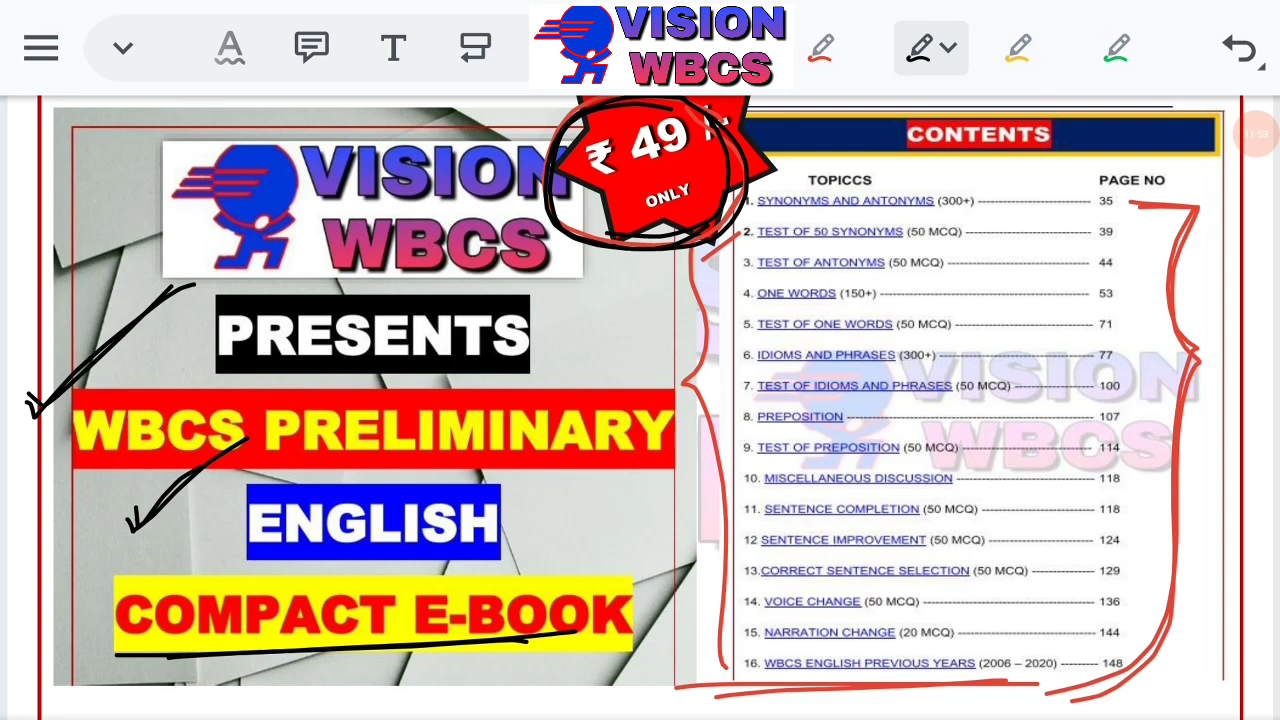 VISION
WBCS
T
11:59
VISION
WBCS
PRESENTS
WBCS PRELIMINARY
ENGLISH
COMPACT E-BOOK
₹ 49
ONLY
CONTENTS
TOPICCS PAGE NO
1. SYNONYMS AND ANTONYMS (300+) 35
2. TEST OF 50 SYNONYMS (50 MCQ) 39
3. TEST OF ANTONYMS (50 MCQ) 44
4. ONE WORDS (150+) 53
5. TEST OF ONE WORDS (50 MCQ) 71
6. IDIOMS AND PHRASES (300+) 77
7. TEST OF IDIOMS AND PHRASES (50 MCQ) 100
8. PREPOSITION 107
9. TEST OF PREPOSITION (50 MCQ) 114
10. MISCELLANEOUS DISCUSSION 118
11. SENTENCE COMPLETION (50 MCQ) 118
12 SENTENCE IMPROVEMENT (50 MCQ) 124
13.CORRECT SENTENCE SELECTION (50 MCQ) 129
14. VOICE CHANGE (50 MCQ) 136
15. NARRATION CHANGE (20 MCQ) 144
16. WBCS ENGLISH PREVIOUS YEARS (2006 – 2020) 148
VISION
WBCS